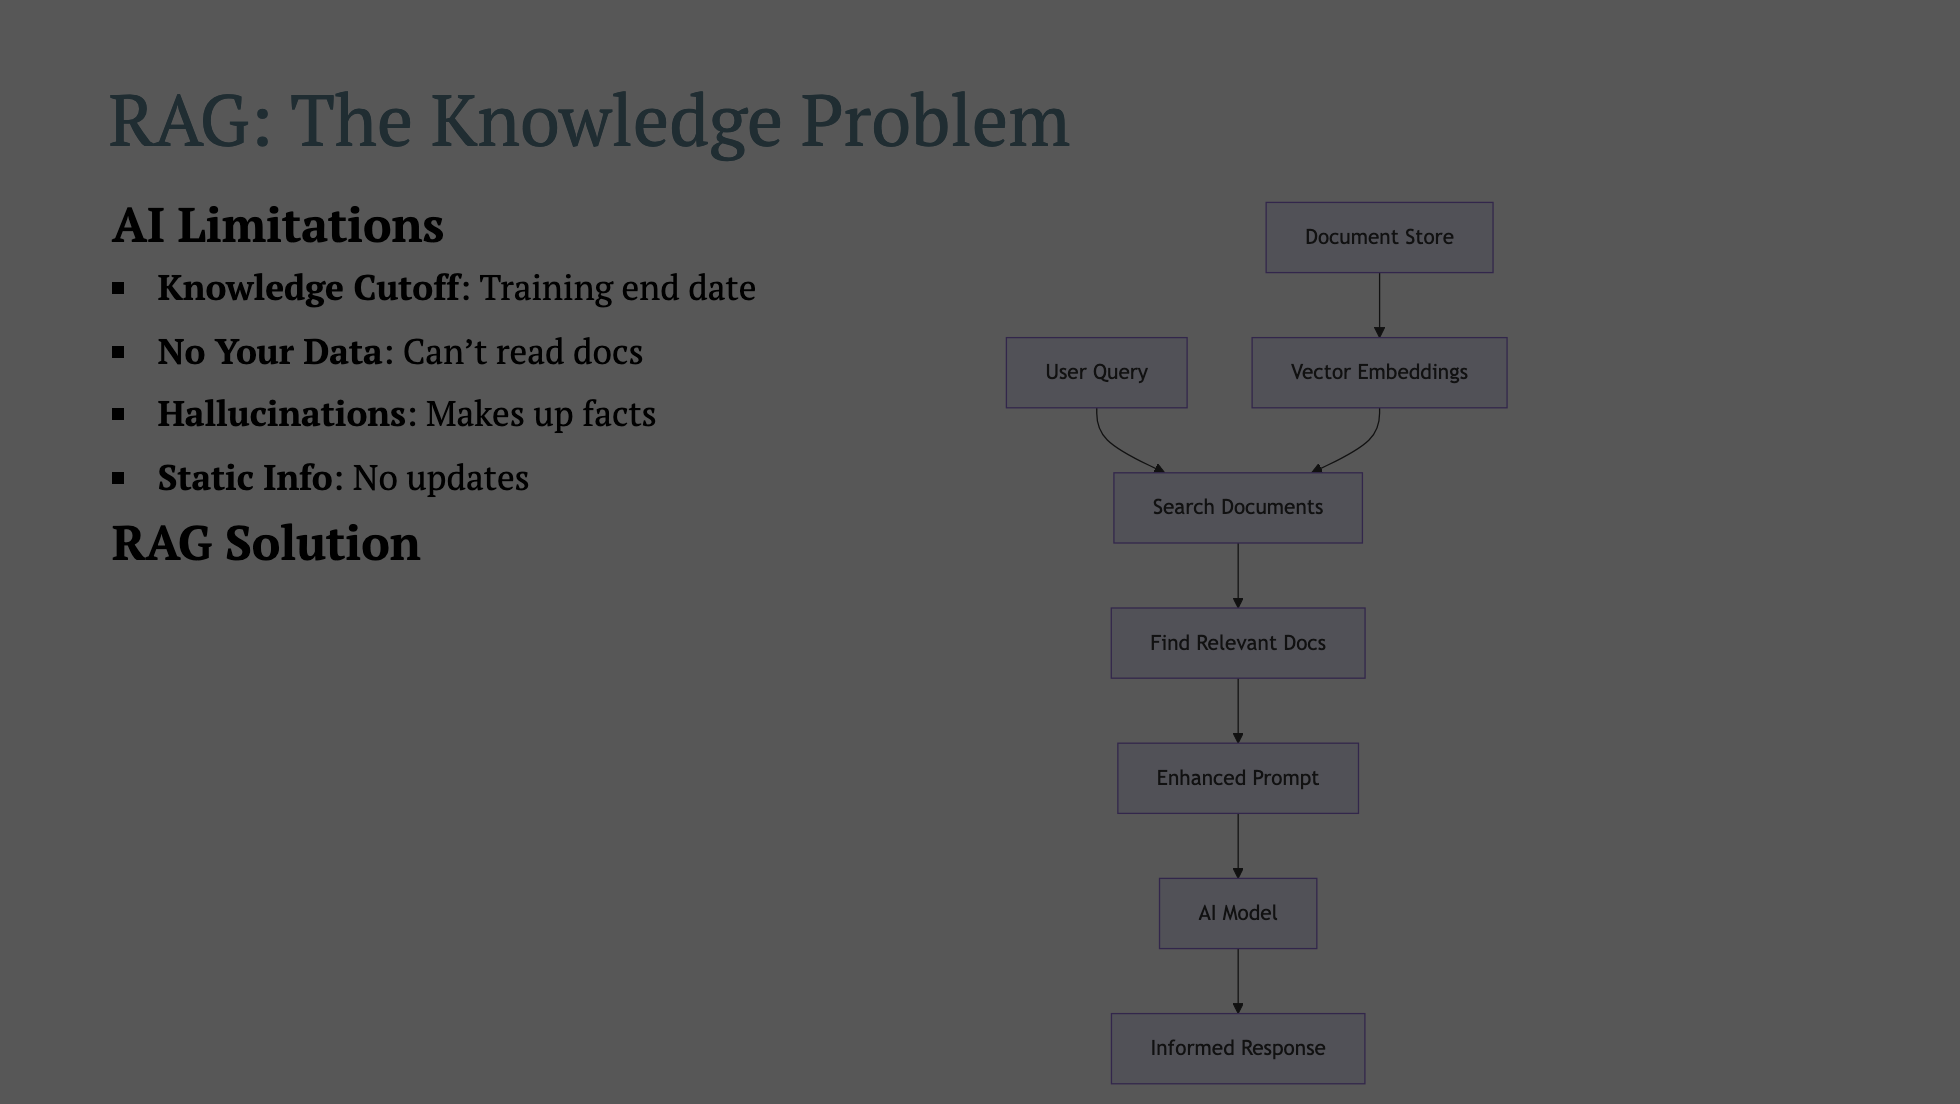 RAG: The Knowledge Problem
AI Limitations
Knowledge Cutoff: Training end date
No Your Data: Can’t read docs
Hallucinations: Makes up facts
Static Info: No updates
RAG Solution
Document Store
User Query
Vector Embeddings
Search Documents
Find Relevant Docs
Enhanced Prompt
AI Model
Informed Response